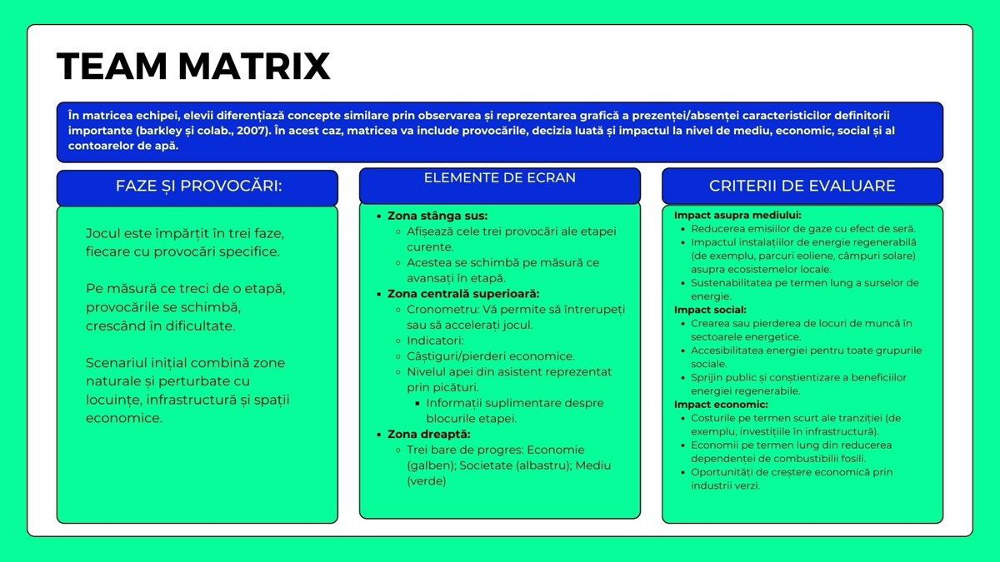 TEAM MATRIX
În matricea echipei, elevii diferențiază concepte similare prin observarea și reprezentarea grafică a prezenței/absenței caracteristicilor definitorii
importante (barkley și colab., 2007). În acest caz, matricea va include provocările, decizia luată și impactul la nivel de mediu, economic, social și al
contoarelor de apă.
FAZE ȘI PROVOCĂRI:
Jocul este împărțit în trei faze,
fiecare cu provocări specifice.
Pe măsură ce treci de o etapă,
provocările se schimbă,
crescând în dificultate.
Scenariul inițial combină zone
naturale și perturbate cu
locuințe, infrastructură și spații
economice.
ELEMENTE DE ECRAN
• Zona stânga sus:
◦ Afișează cele trei provocări ale etapei
curente.
◦ Acestea se schimbă pe măsură ce
avansați în etapă.
• Zona centrală superioară:
◦ Cronometru: Vă permite să întrerupeți
sau să accelerați jocul.
◦ Indicatori:
◦ Câștiguri/pierderi economice.
◦ Nivelul apei din asistent reprezentat
prin picături.
▪ Informații suplimentare despre
blocurile etapei.
• Zona dreaptă:
◦ Trei bare de progres: Economie
(galben); Societate (albastru); Mediu
(verde)
CRITERII DE EVALUARE
Impact asupra mediului:
• Reducerea emisiilor de gaze cu efect de seră.
• Impactul instalațiilor de energie regenerabilă
(de exemplu, parcuri eoliene, câmpuri solare)
asupra ecosistemelor locale.
• Sustenabilitatea pe termen lung a surselor de
energie.
Impact social:
• Crearea sau pierderea de locuri de muncă în
sectoarele energetice.
• Accesibilitatea energiei pentru toate grupurile
sociale.
• Sprijin public și conștientizare a beneficiilor
energiei regenerabile.
Impact economic:
• Costurile pe termen scurt ale tranziției (de
exemplu, investițiile în infrastructură).
• Economii pe termen lung din reducerea
dependenței de combustibilii fosili.
• Oportunități de creștere economică prin
industrii verzi.